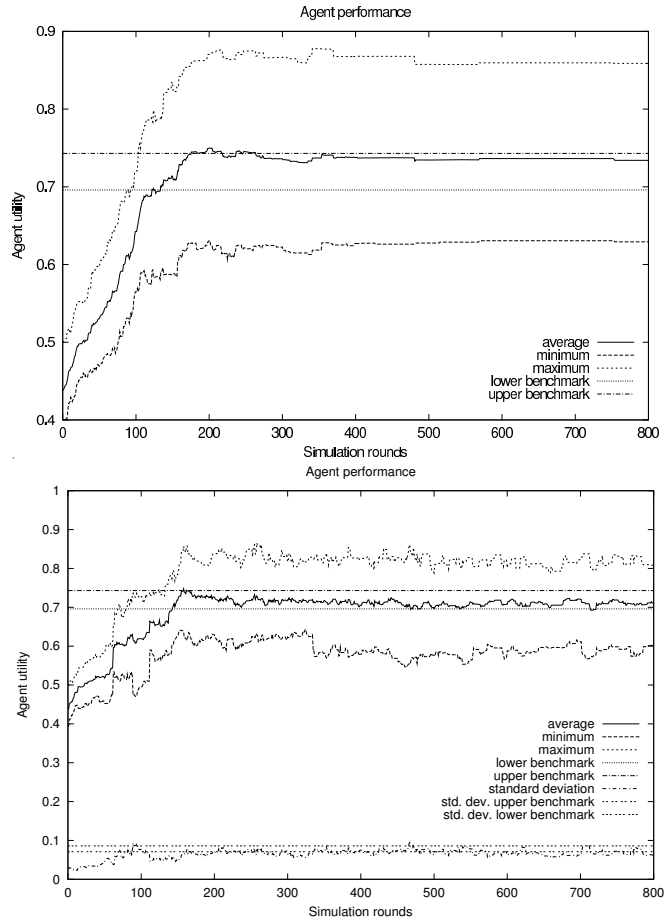 Agent performance
0.9
0.8
0.7
0.6
0.5
0.4
Agent utility
average
minimum
maximum
lower benchmark
upper benchmark
0 100 200 300 400 500 600 700 800
Simulation rounds
Agent performance
1
0.9
0.8
0.7
0.6
0.5
0.4
0.3
0.2
0.1
0
Agent utility
average
minimum
maximum
lower benchmark
upper benchmark
standard deviation
std. dev. upper benchmark
std. dev. lower benchmark
0 100 200 300 400 500 600 700 800
Simulation rounds